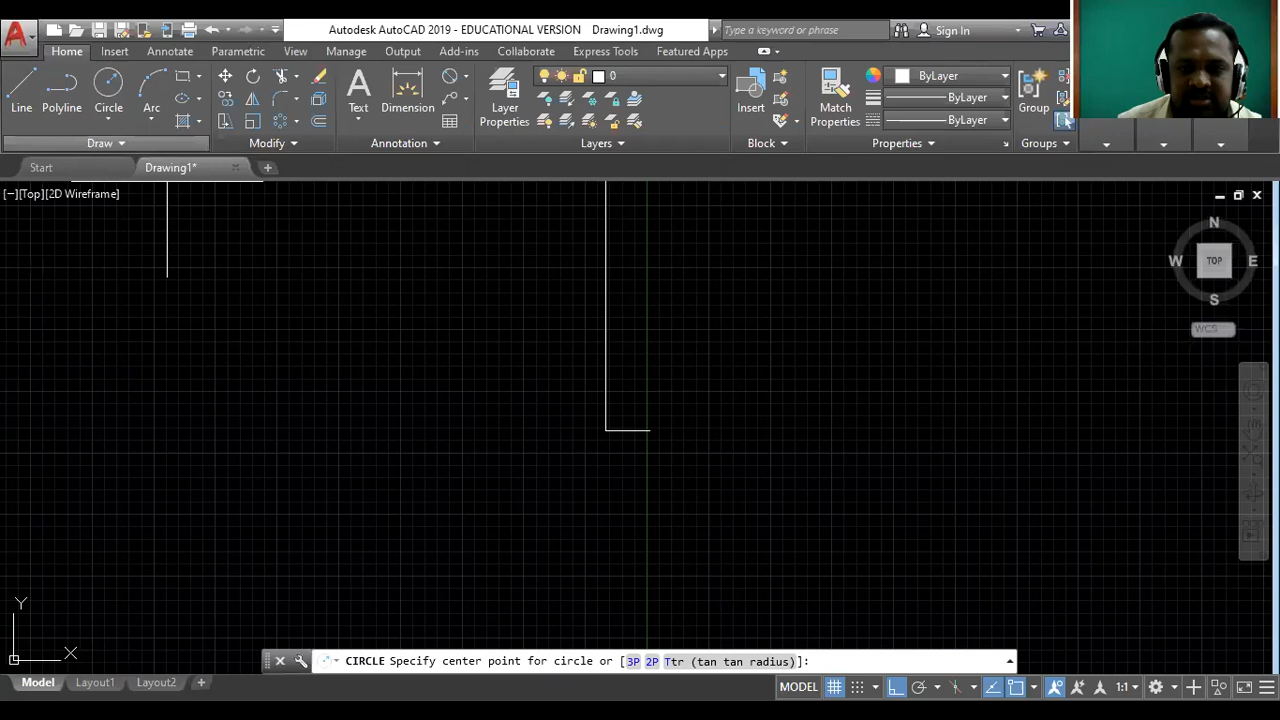 Autodesk AutoCAD 2019 - EDUCATIONAL VERSION Drawing1.dwg
Type a keyword or phrase
Sign In
Home Insert Annotate Parametric View Manage Output Add-ins Collaborate Express Tools Featured Apps
Line Polyline Circle Arc
Text Dimension
Layer Properties
0
Insert
Match Properties
ByLayer
ByLayer
ByLayer
Group
Draw Modify Annotation Layers Block Properties Groups
Start Drawing1*
[−][Top][2D Wireframe]
N
W TOP E
S
WCS
Y
X
CIRCLE Specify center point for circle or [3P 2P Ttr (tan tan radius)]:
Model Layout1 Layout2 +
MODEL 1:1